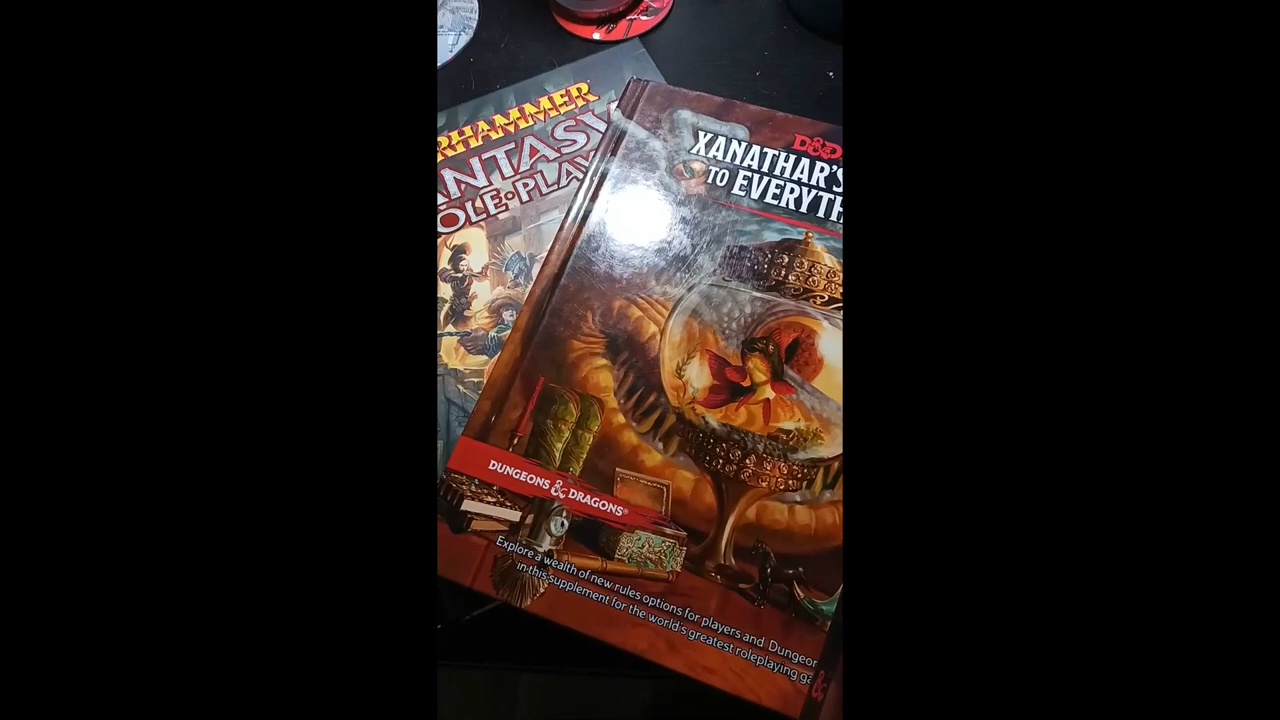 RHAMMER
ANTASY
OLE-PLAY
D&D
XANATHAR'S
TO EVERYTH
DUNGEONS & DRAGONS®
Explore a wealth of new rules options for players and Dungeon
in this supplement for the world's greatest roleplaying ga
&